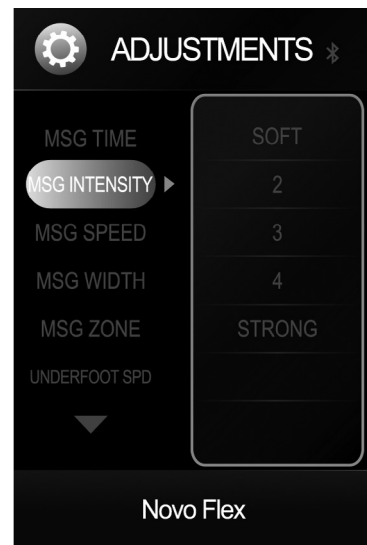 ADJUSTMENTS
MSG TIME
MSG INTENSITY
MSG SPEED
MSG WIDTH
MSG ZONE
UNDERFOOT SPD
SOFT
2
3
4
STRONG
Novo Flex